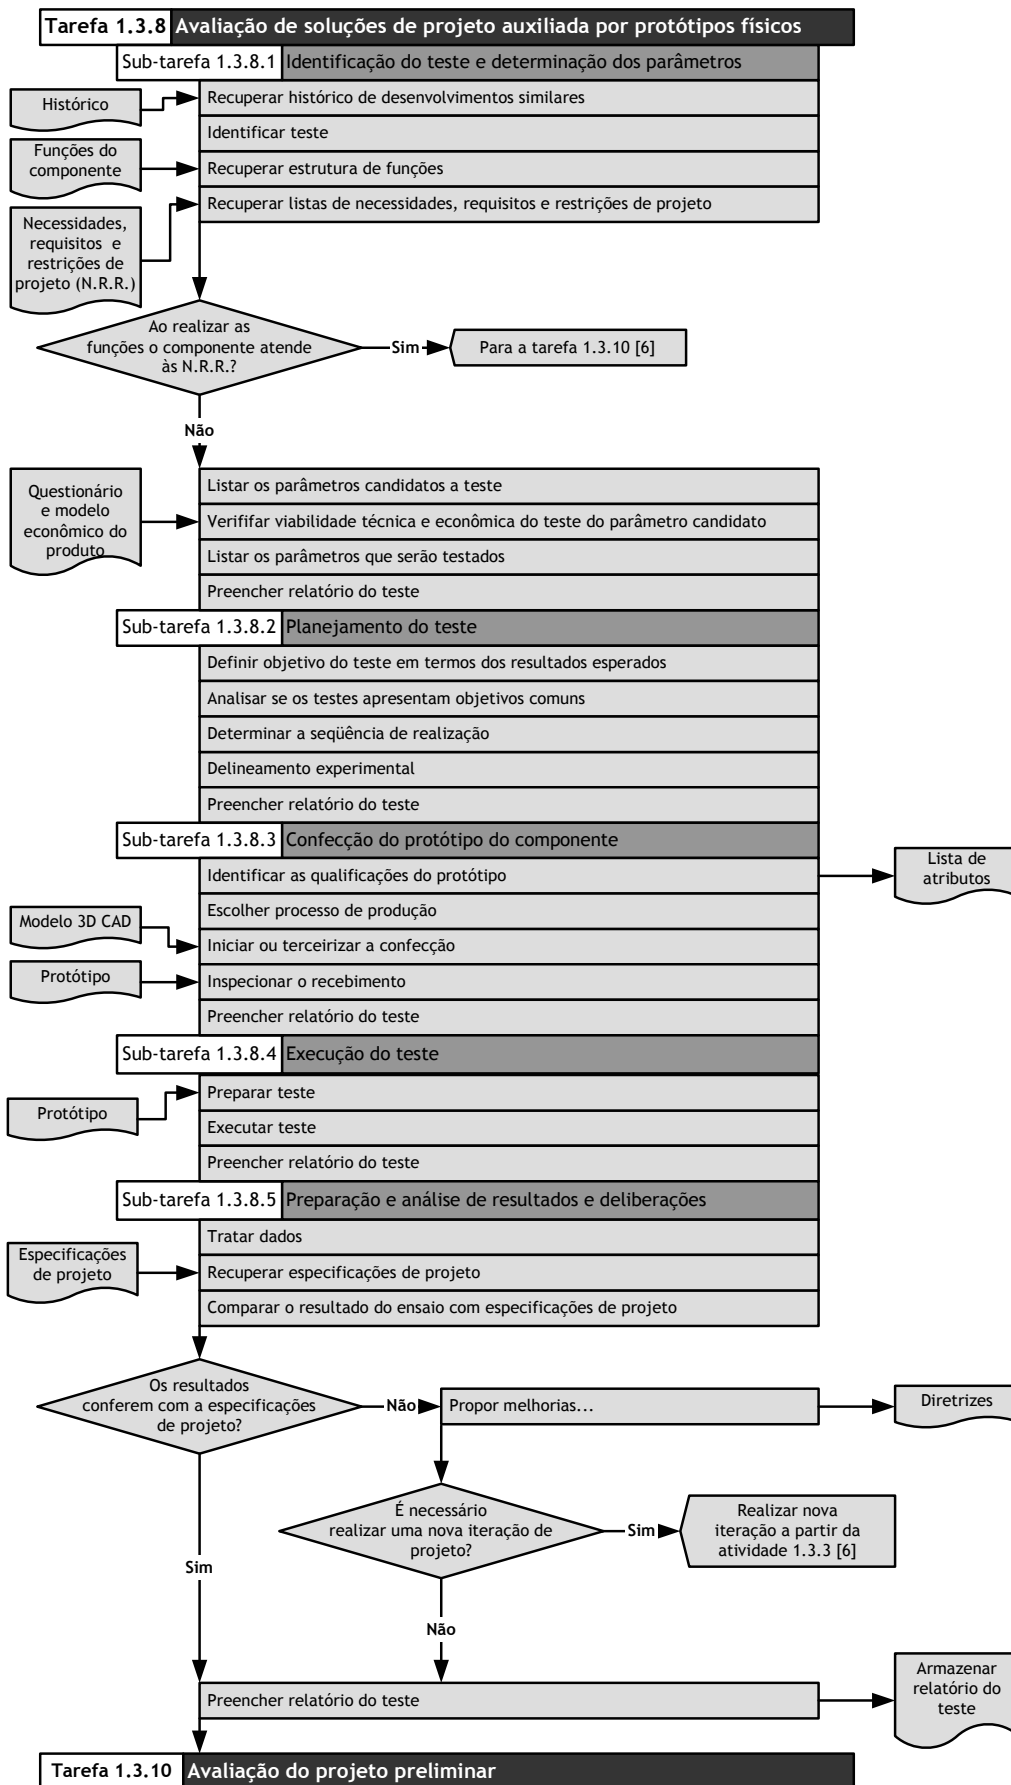 Tarefa 1.3.8 Avaliação de soluções de projeto auxiliada por protótipos físicos
Sub-tarefa 1.3.8.1 Identificação do teste e determinação dos parâmetros
Histórico
Recuperar histórico de desenvolvimentos similares
Identificar teste
Funções do
componente
Recuperar estrutura de funções
Recuperar listas de necessidades, requisitos e restrições de projeto
Necessidades,
requisitos e
restrições de
projeto (N.R.R.)
Ao realizar as
funções o componente atende
às N.R.R.?
Sim
Para a tarefa 1.3.10 [6]
Não
Questionário
e modelo
econômico do
produto
Listar os parâmetros candidatos a teste
Verififar viabilidade técnica e econômica do teste do parâmetro candidato
Listar os parâmetros que serão testados
Preencher relatório do teste
Sub-tarefa 1.3.8.2 Planejamento do teste
Definir objetivo do teste em termos dos resultados esperados
Analisar se os testes apresentam objetivos comuns
Determinar a seqüência de realização
Delineamento experimental
Preencher relatório do teste
Sub-tarefa 1.3.8.3 Confecção do protótipo do componente
Identificar as qualificações do protótipo
Lista de
atributos
Escolher processo de produção
Modelo 3D CAD
Iniciar ou terceirizar a confecção
Protótipo
Inspecionar o recebimento
Preencher relatório do teste
Sub-tarefa 1.3.8.4 Execução do teste
Preparar teste
Protótipo
Executar teste
Preencher relatório do teste
Sub-tarefa 1.3.8.5 Preparação e análise de resultados e deliberações
Tratar dados
Especificações
de projeto
Recuperar especificações de projeto
Comparar o resultado do ensaio com especificações de projeto
Os resultados
conferem com a especificações
de projeto?
Não
Propor melhorias...
Diretrizes
É necessário
realizar uma nova iteração de
projeto?
Sim
Realizar nova
iteração a partir da
atividade 1.3.3 [6]
Sim
Não
Preencher relatório do teste
Armazenar
relatório do
teste
Tarefa 1.3.10 Avaliação do projeto preliminar